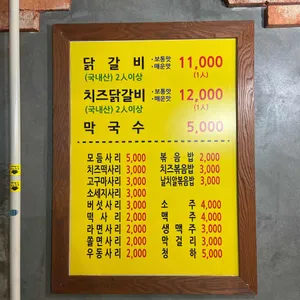 닭갈비 ·보통맛 ·매운맛 11,000
(국내산) 2인이상 (1인)
치즈닭갈비 ·보통맛 ·매운맛 12,000
(국내산) 2인이상 (1인)
막국수 5,000
모듬사리 5,000 볶음밥 2,000
치즈떡사리 3,000 치즈볶음밥 3,000
고구마사리 3,000 날치알볶음밥 3,000
소세지사리 3,000
버섯사리 3,000 소주 4,000
떡사리 2,000 맥주 4,000
라면사리 2,000 생맥주 3,000
쫄면사리 2,000 막걸리 3,000
우동사리 2,000 청하 5,000